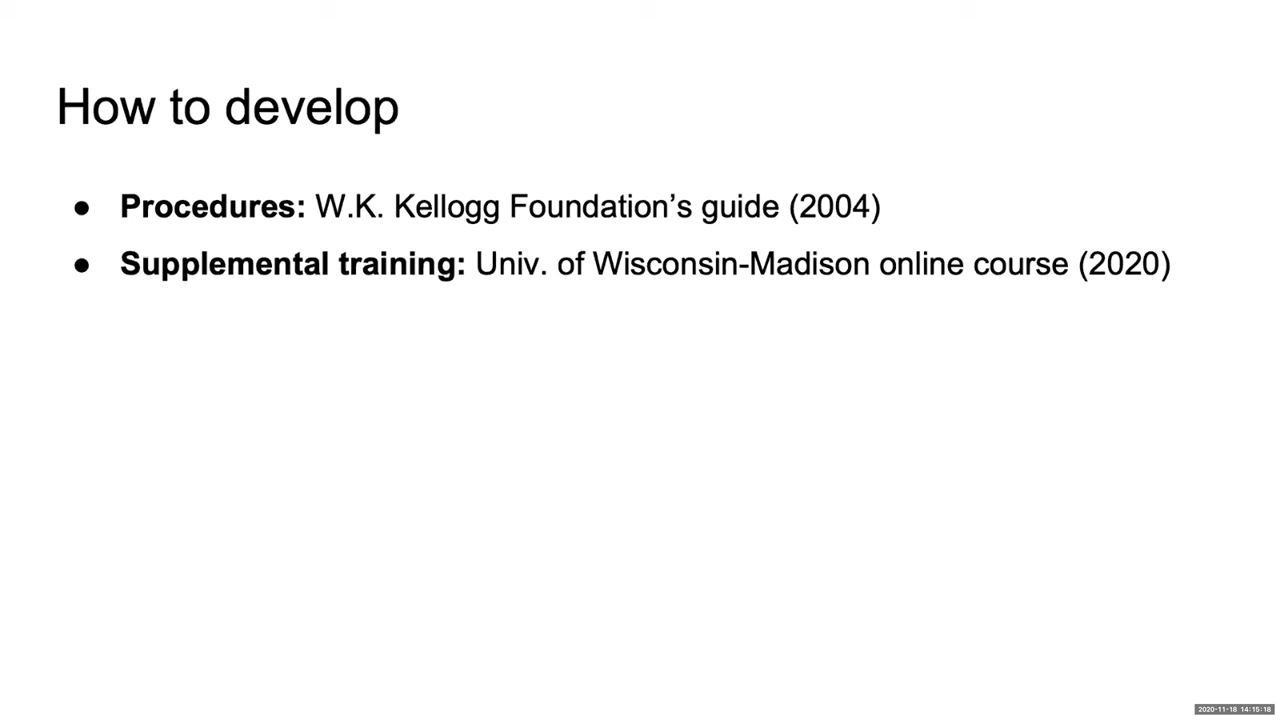 How to develop
● Procedures: W.K. Kellogg Foundation’s guide (2004)
● Supplemental training: Univ. of Wisconsin-Madison online course (2020)
2020-11-18 14:15:18